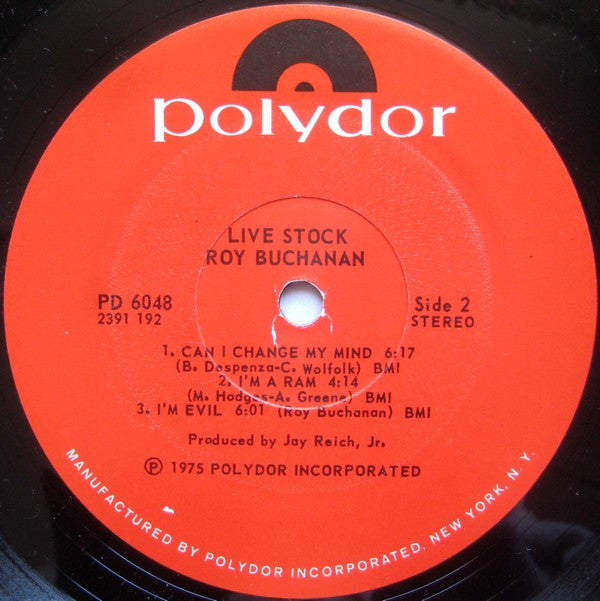 polydor
LIVE STOCK
ROY BUCHANAN
PD 6048
2391 192
Side 2
STEREO
1. CAN I CHANGE MY MIND 6:17
(B. Despenza-C. Wolfolk) BMI
2. I'M A RAM 4:14
(M. Hodges-A. Greene) BMI
3. I'M EVIL 6:01 (Roy Buchanan) BMI
Produced by Jay Reich, Jr.
Ⓟ 1975 POLYDOR INCORPORATED
MANUFACTURED BY POLYDOR INCORPORATED, NEW YORK, N. Y.